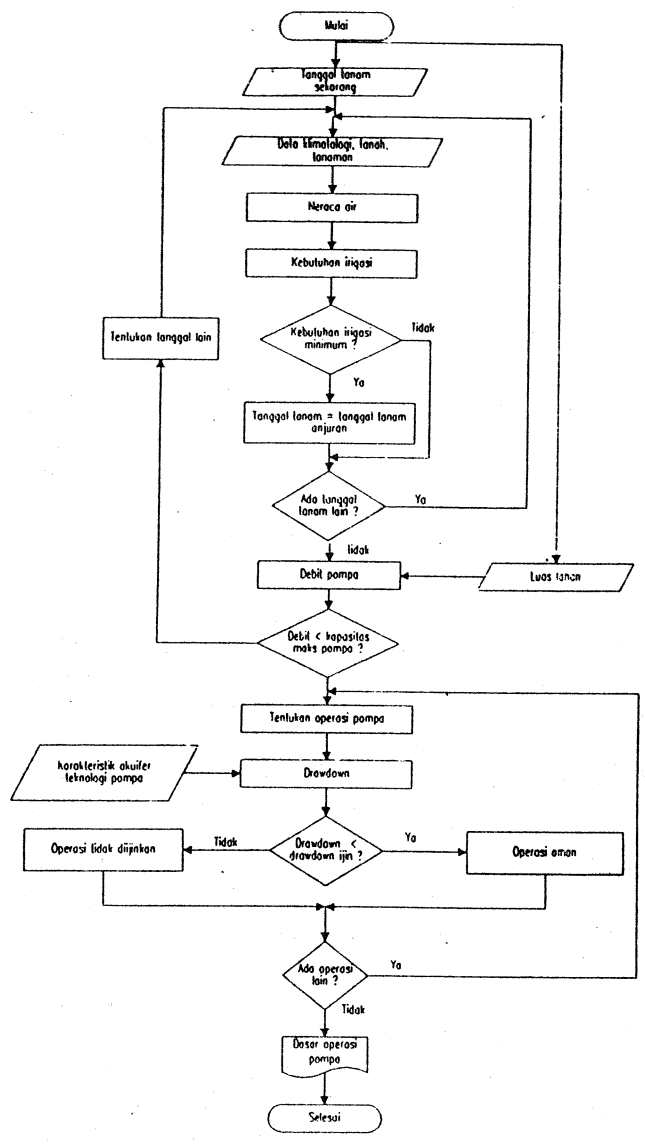 Mulai
Tanggal tanam
sekarang
Data klimatologi, tanah,
tanaman
Neraca air
Kebutuhan irigasi
Kebutuhan irigasi
minimum ?
Tidak
Tentukan tanggal lain
Ya
Tanggal tanam = tanggal tanam
anjuran
Ada tanggal
tanam lain ?
Ya
tidak
Debit pompa
Luas lahan
Debit < kapasitas
maks pompa ?
Tentukan operasi pompa
Karakteristik akuifer
teknologi pompa
Drawdown
Operasi tidak diijinkan
Tidak
Drawdown <
drawdown ijin ?
Ya
Operasi aman
Ada operasi
lain ?
Ya
Tidak
Dasar operasi
pompa
Selesai